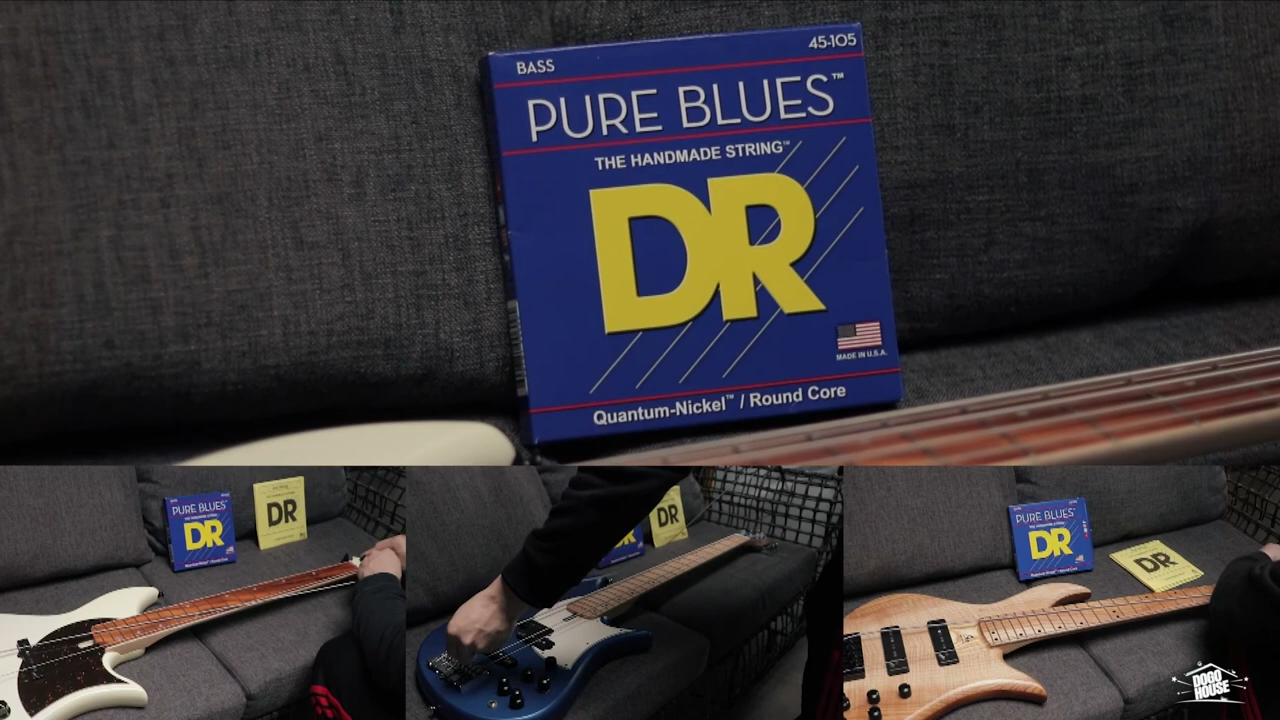 BASS
45-105
PURE BLUES™
THE HANDMADE STRING™
DR
MADE IN U.S.A.
Quantum-Nickel™ / Round Core
PURE BLUES
DR
DR
DR
DR
PURE BLUES
DR
DR
DOGO
HOUSE